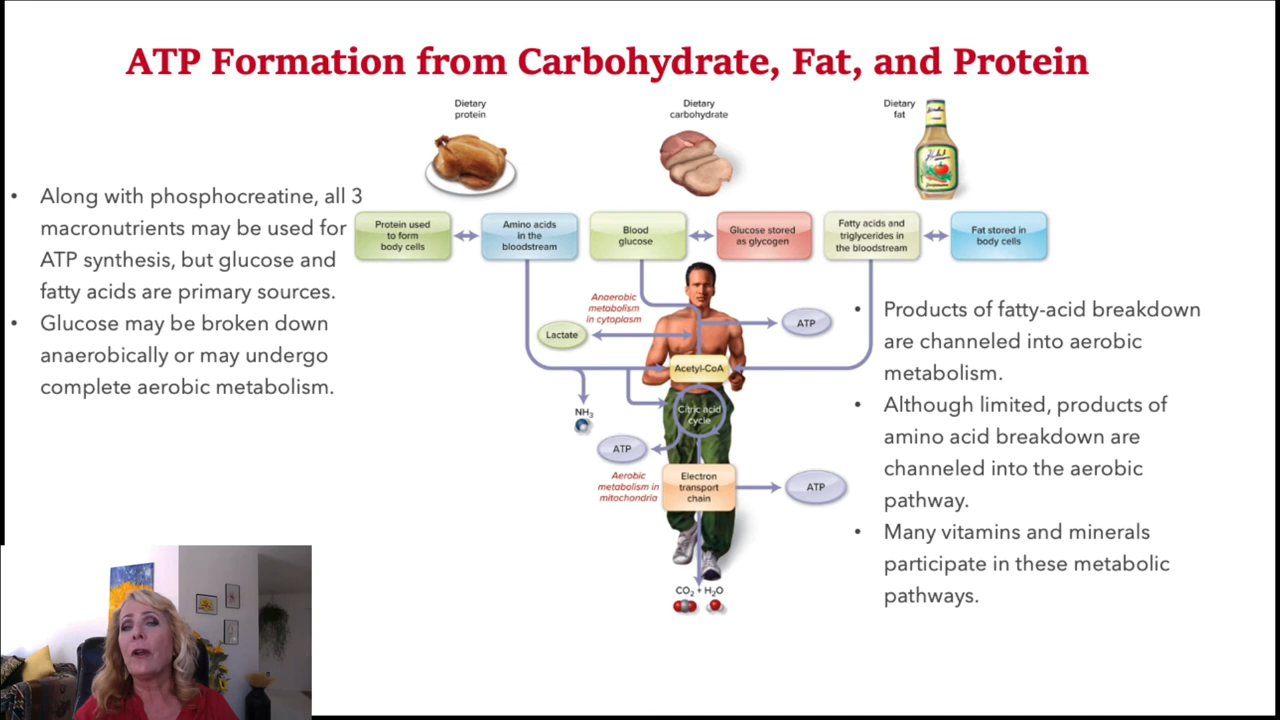 ATP Formation from Carbohydrate, Fat, and Protein
• Along with phosphocreatine, all 3
macronutrients may be used for
ATP synthesis, but glucose and
fatty acids are primary sources.
• Glucose may be broken down
anaerobically or may undergo
complete aerobic metabolism.
Dietary
protein
Dietary
carbohydrate
Dietary
fat
Protein used
to form
body cells
Amino acids
in the
bloodstream
Blood
glucose
Glucose stored
as glycogen
Fatty acids and
triglycerides in
the bloodstream
Fat stored in
body cells
Anaerobic
metabolism
in cytoplasm
Lactate
ATP
Acetyl-CoA
NH₃
Citric acid
cycle
ATP
Aerobic
metabolism in
mitochondria
Electron
transport
chain
ATP
CO₂ + H₂O
• Products of fatty-acid breakdown
are channeled into aerobic
metabolism.
• Although limited, products of
amino acid breakdown are
channeled into the aerobic
pathway.
• Many vitamins and minerals
participate in these metabolic
pathways.